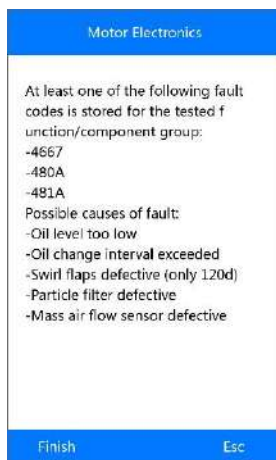 Motor Electronics
At least one of the following fault
codes is stored for the tested f
unction/component group:
-4667
-480A
-481A
Possible causes of fault:
-Oil level too low
-Oil change interval exceeded
-Swirl flaps defective (only 120d)
-Particle filter defective
-Mass air flow sensor defective
Finish Esc